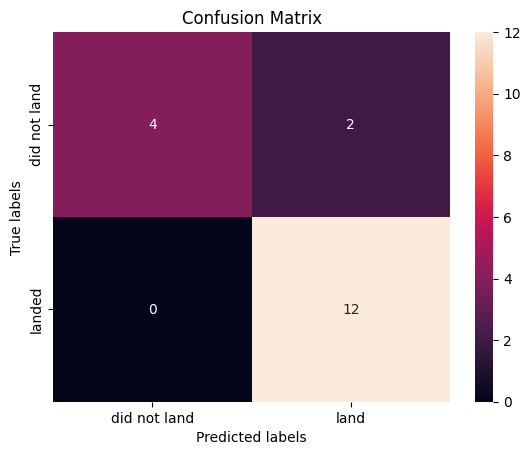 Confusion Matrix
True labels
did not land
landed
4
2
0
12
did not land
land
Predicted labels
12
10
8
6
4
2
0